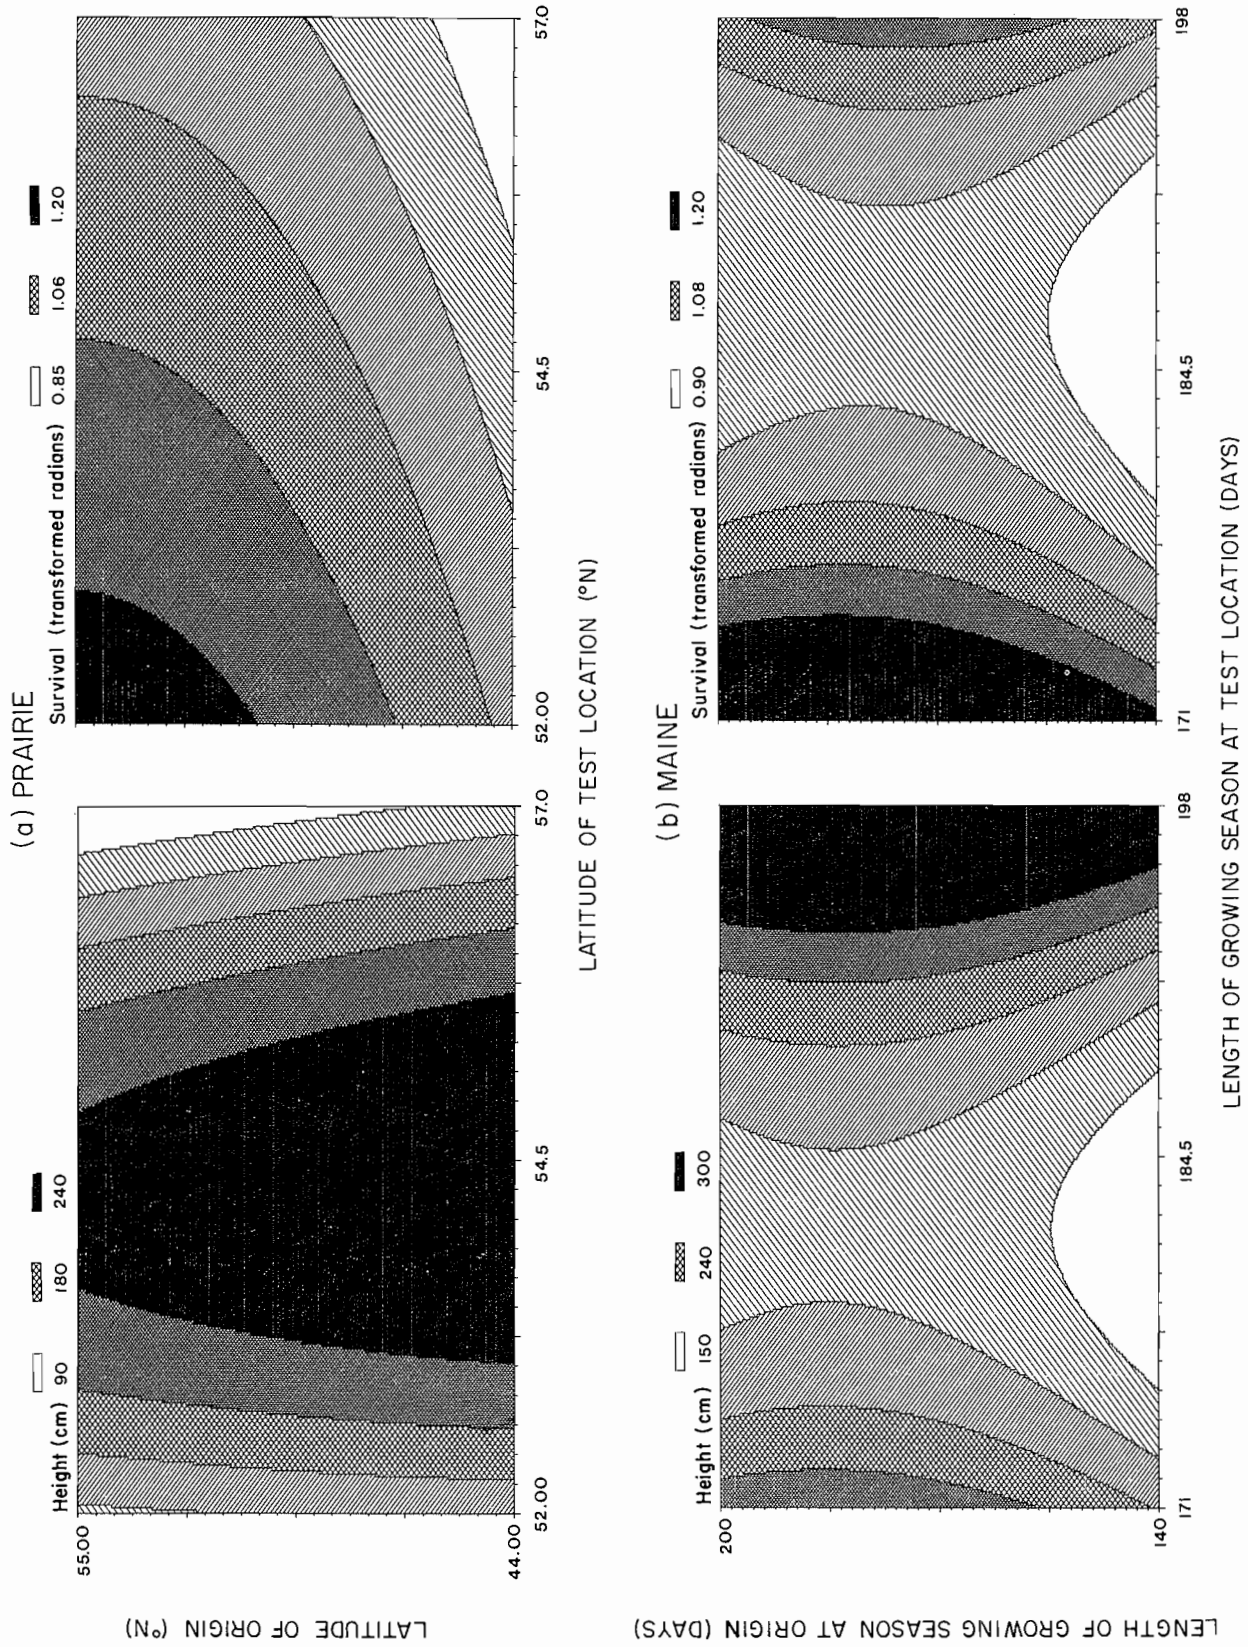 (a) PRAIRIE
Height (cm) 90 180 240
Survival (transformed radians) 0.85 1.06 1.20
55.00
44.00
52.00 54.5 57.0
52.00 54.5 57.0
LATITUDE OF ORIGIN (°N)
LATITUDE OF TEST LOCATION (°N)
(b) MAINE
Height (cm) 150 240 300
Survival (transformed radians) 0.90 1.08 1.20
200
140
171 184.5 198
171 184.5 198
LENGTH OF GROWING SEASON AT ORIGIN (DAYS)
LENGTH OF GROWING SEASON AT TEST LOCATION (DAYS)